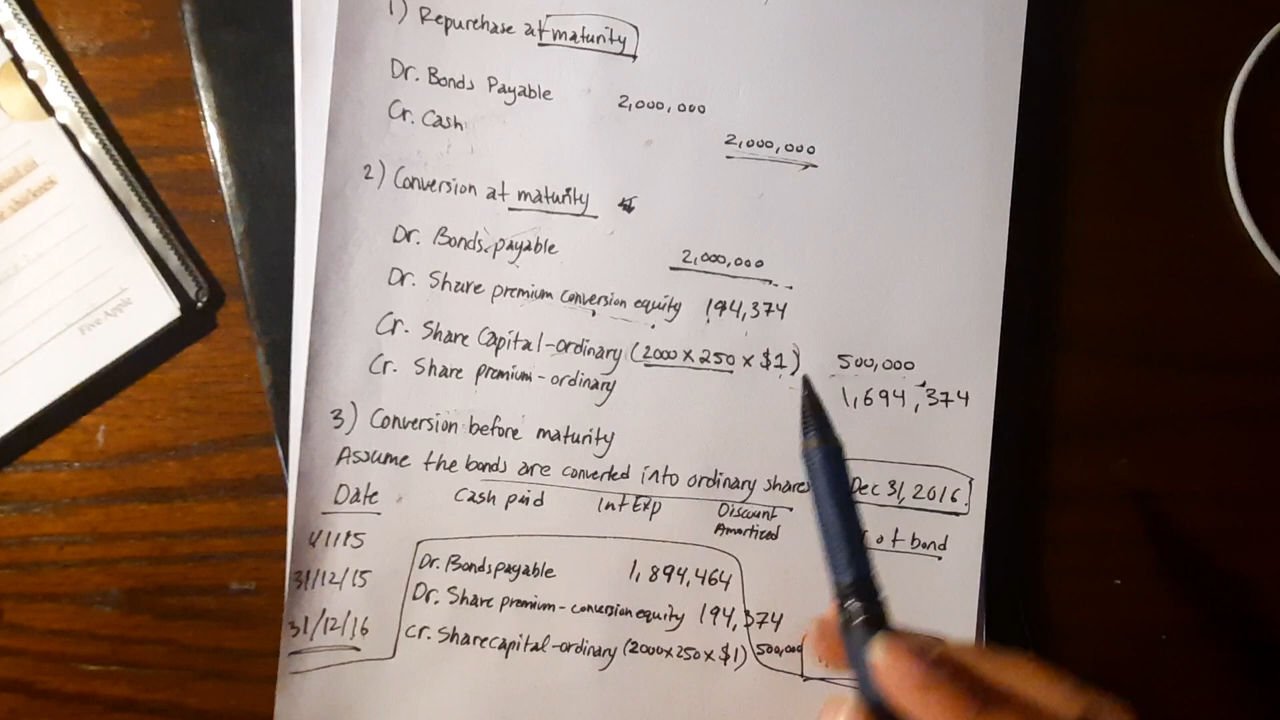 1) Repurchase at maturity
Dr. Bonds Payable 2,000,000
Cr. Cash 2,000,000
2) Conversion at maturity
Dr. Bonds payable 2,000,000
Dr. Share premium conversion equity 194,374
Cr. Share Capital-ordinary (2000 x 250 x $1) 500,000
Cr. Share premium-ordinary 1,694,374
3) Conversion before maturity
Assume the bonds are converted into ordinary shares Dec 31, 2016.
Date Cash paid Int Exp Discount Amortized of bond
1/1/15
31/12/15
31/12/16
Dr. Bonds payable 1,894,464
Dr. Share premium-conversion equity 194,374
Cr. Share capital-ordinary (2000x250x$1) 500,000
Five Apple